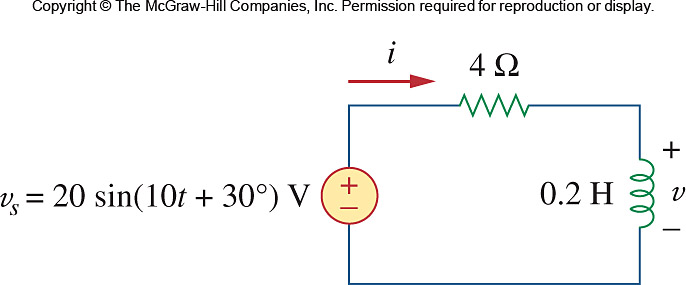 Copyright © The McGraw-Hill Companies, Inc. Permission required for reproduction or display.
i
4 Ω
+
vₛ = 20 sin(10t + 30°) V
+
−
0.2 H
v
−